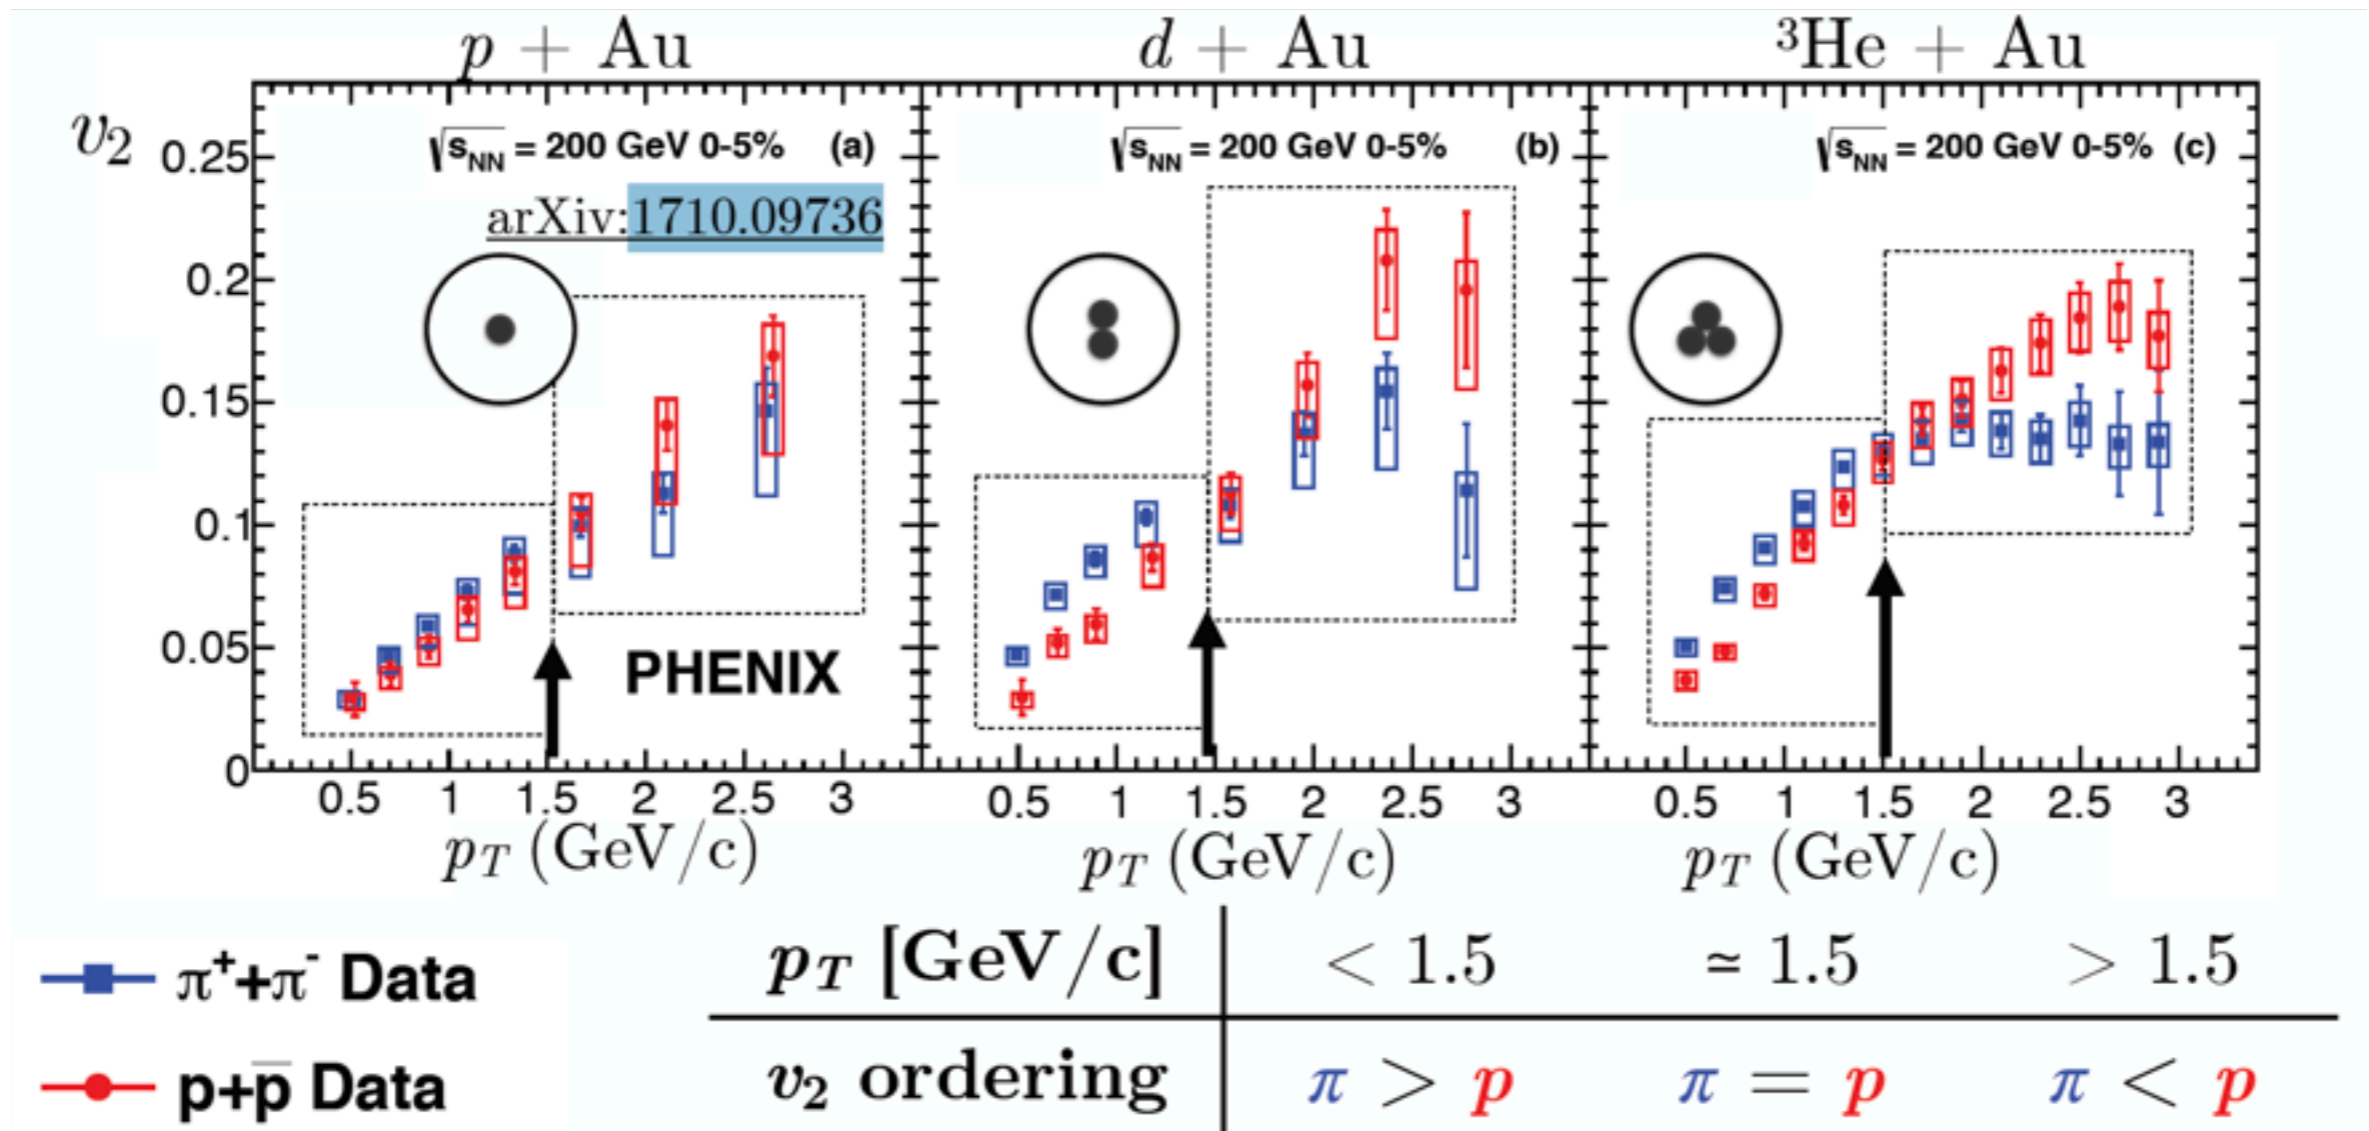 p + Au d + Au ³He + Au
v₂
√sNN = 200 GeV 0-5% (a)
√sNN = 200 GeV 0-5% (b)
√sNN = 200 GeV 0-5% (c)
arXiv:1710.09736
0.25
0.2
0.15
0.1
0.05
0
PHENIX
0.5 1 1.5 2 2.5 3
0.5 1 1.5 2 2.5 3
0.5 1 1.5 2 2.5 3
pT (GeV/c)
pT (GeV/c)
pT (GeV/c)
π⁺+π⁻ Data
p+p̄ Data
pT [GeV/c] < 1.5 ≃ 1.5 > 1.5
v₂ ordering π > p π = p π < p